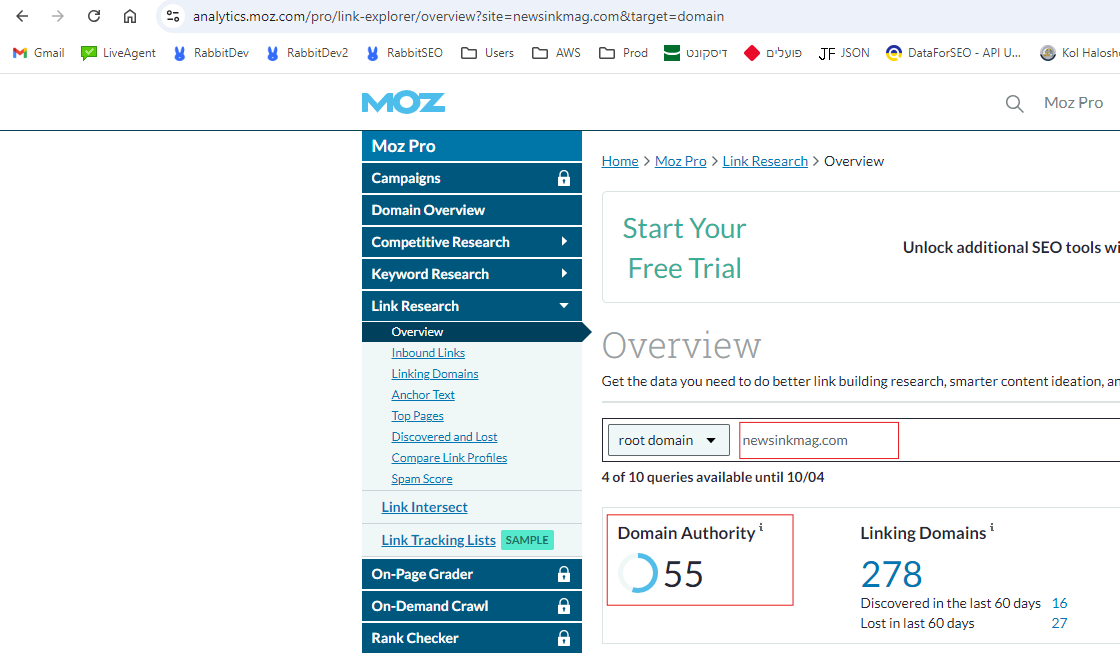 analytics.moz.com/pro/link-explorer/overview?site=newsinkmag.com&target=domain
Gmail LiveAgent RabbitDev RabbitDev2 RabbitSEO Users AWS Prod דיסקונט פועלים JF JSON DataForSEO - API U... Kol Halosh
MOZ
Moz Pro
Moz Pro
Campaigns
Domain Overview
Competitive Research
Keyword Research
Link Research
Overview
Inbound Links
Linking Domains
Anchor Text
Top Pages
Discovered and Lost
Compare Link Profiles
Spam Score
Link Intersect
Link Tracking Lists SAMPLE
On-Page Grader
On-Demand Crawl
Rank Checker
Home > Moz Pro > Link Research > Overview
Start Your
Free Trial
Unlock additional SEO tools wi
Overview
Get the data you need to do better link building research, smarter content ideation, an
root domain newsinkmag.com
4 of 10 queries available until 10/04
Domain Authority i
55
Linking Domains i
278
Discovered in the last 60 days 16
Lost in last 60 days 27